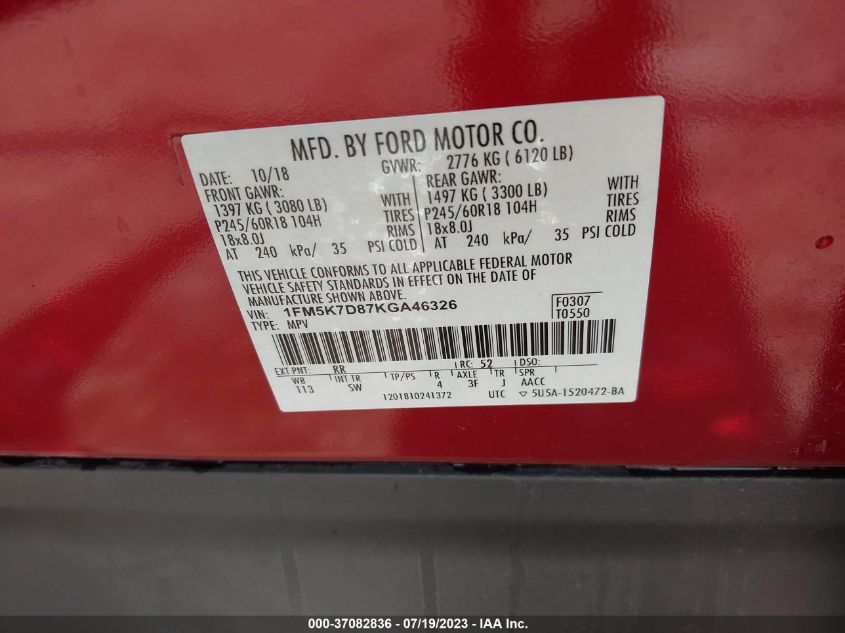 MFD. BY FORD MOTOR CO.
DATE: 10/18 GVWR: 2776 KG ( 6120 LB)
FRONT GAWR: REAR GAWR:
1397 KG ( 3080 LB) WITH 1497 KG ( 3300 LB) WITH
P245/60R18 104H TIRES P245/60R18 104H TIRES
18x8.0J RIMS 18x8.0J RIMS
AT 240 kPa/ 35 PSI COLD AT 240 kPa/ 35 PSI COLD
THIS VEHICLE CONFORMS TO ALL APPLICABLE FEDERAL MOTOR
VEHICLE SAFETY STANDARDS IN EFFECT ON THE DATE OF
MANUFACTURE SHOWN ABOVE.
VIN: 1FM5K7D87KGA46326 F0307
TYPE: MPV T0550
EXT PNT: RR RC: 52 DSO:
WB INT TR TP/PS R AXLE TR SPR
113 SW 4 3F J AACC
1201810241372 UTC ▽ 5U5A-1520472-BA
000-37082836 - 07/19/2023 - IAA Inc.